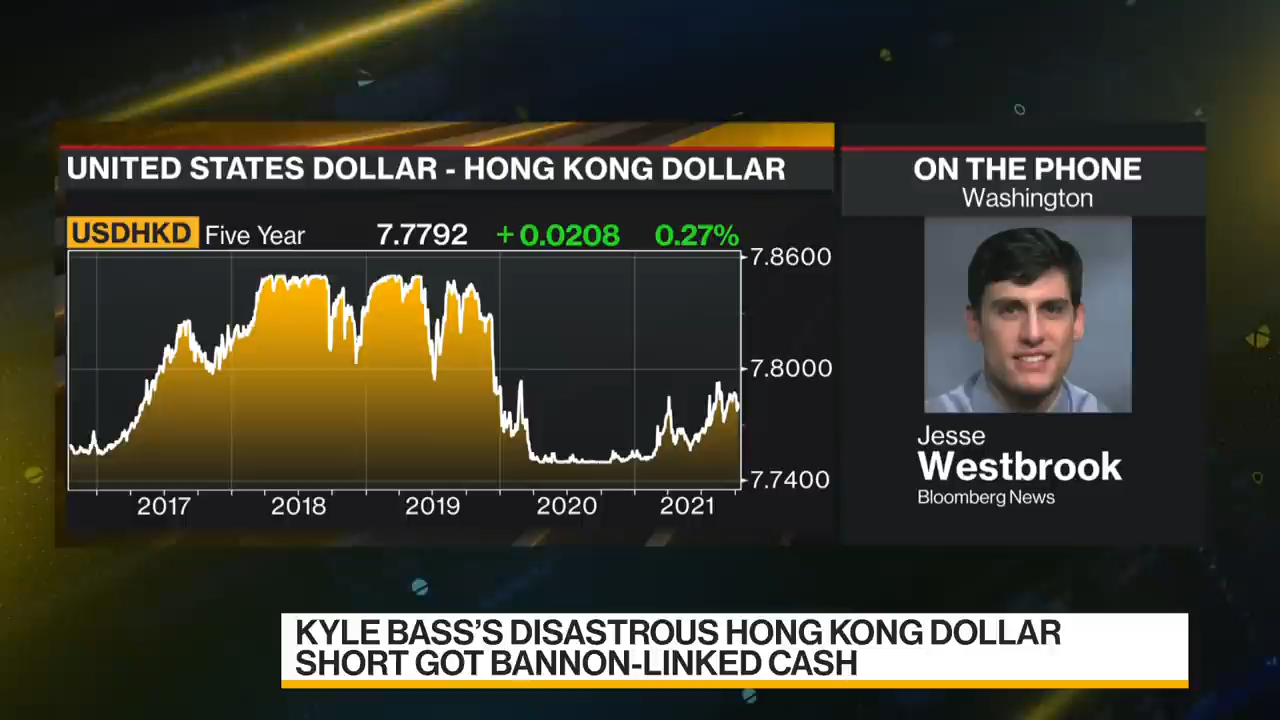 UNITED STATES DOLLAR - HONG KONG DOLLAR
USDHKD Five Year 7.7792 +0.0208 0.27%
7.8600
7.8000
7.7400
2017 2018 2019 2020 2021
ON THE PHONE
Washington
Jesse
Westbrook
Bloomberg News
KYLE BASS'S DISASTROUS HONG KONG DOLLAR
SHORT GOT BANNON-LINKED CASH